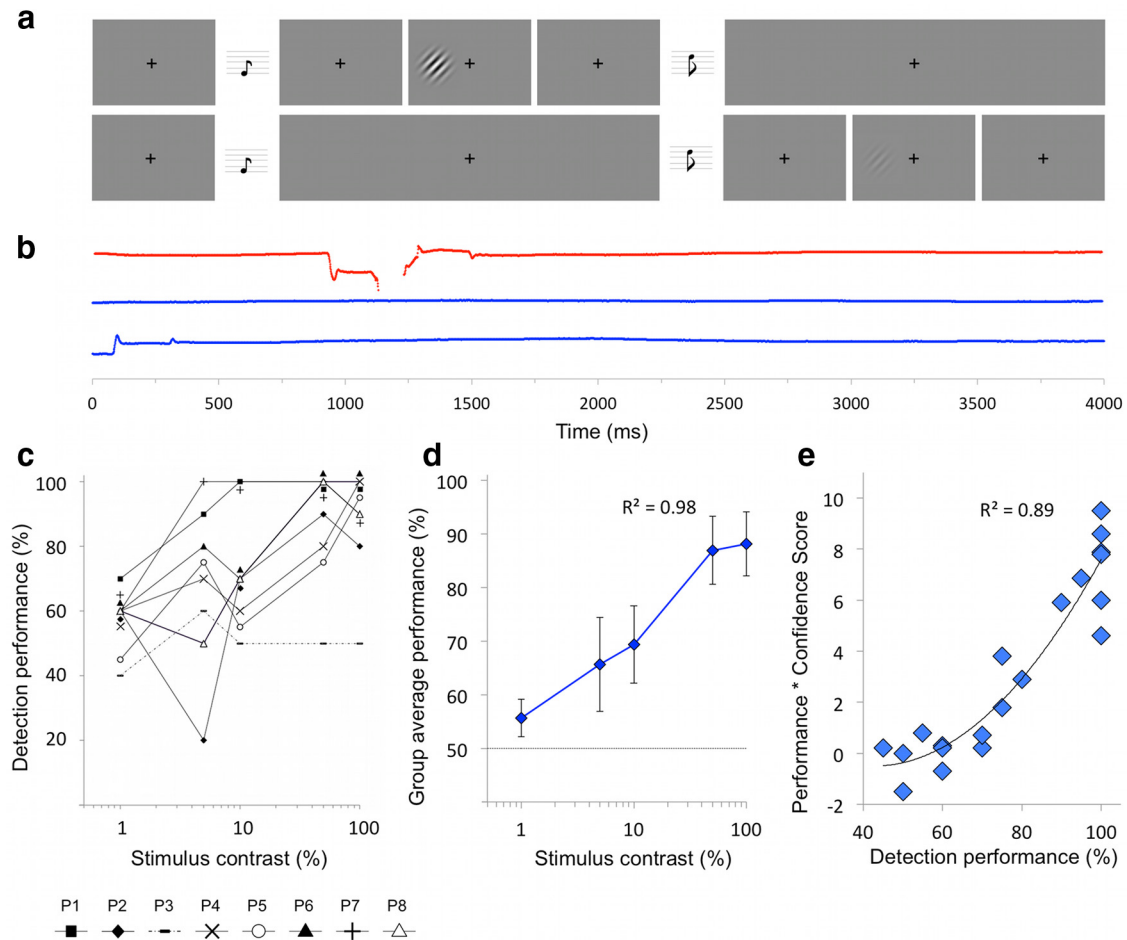 a
b
0 500 1000 1500 2000 2500 3000 3500 4000
Time (ms)
c
Detection performance (%)
100
80
60
40
20
1 10 100
Stimulus contrast (%)
d
Group average performance (%)
R² = 0.98
100
90
80
70
60
50
1 10 100
Stimulus contrast (%)
e
Performance * Confidence Score
R² = 0.89
10
8
6
4
2
0
-2
40 60 80 100
Detection performance (%)
P1 P2 P3 P4 P5 P6 P7 P8